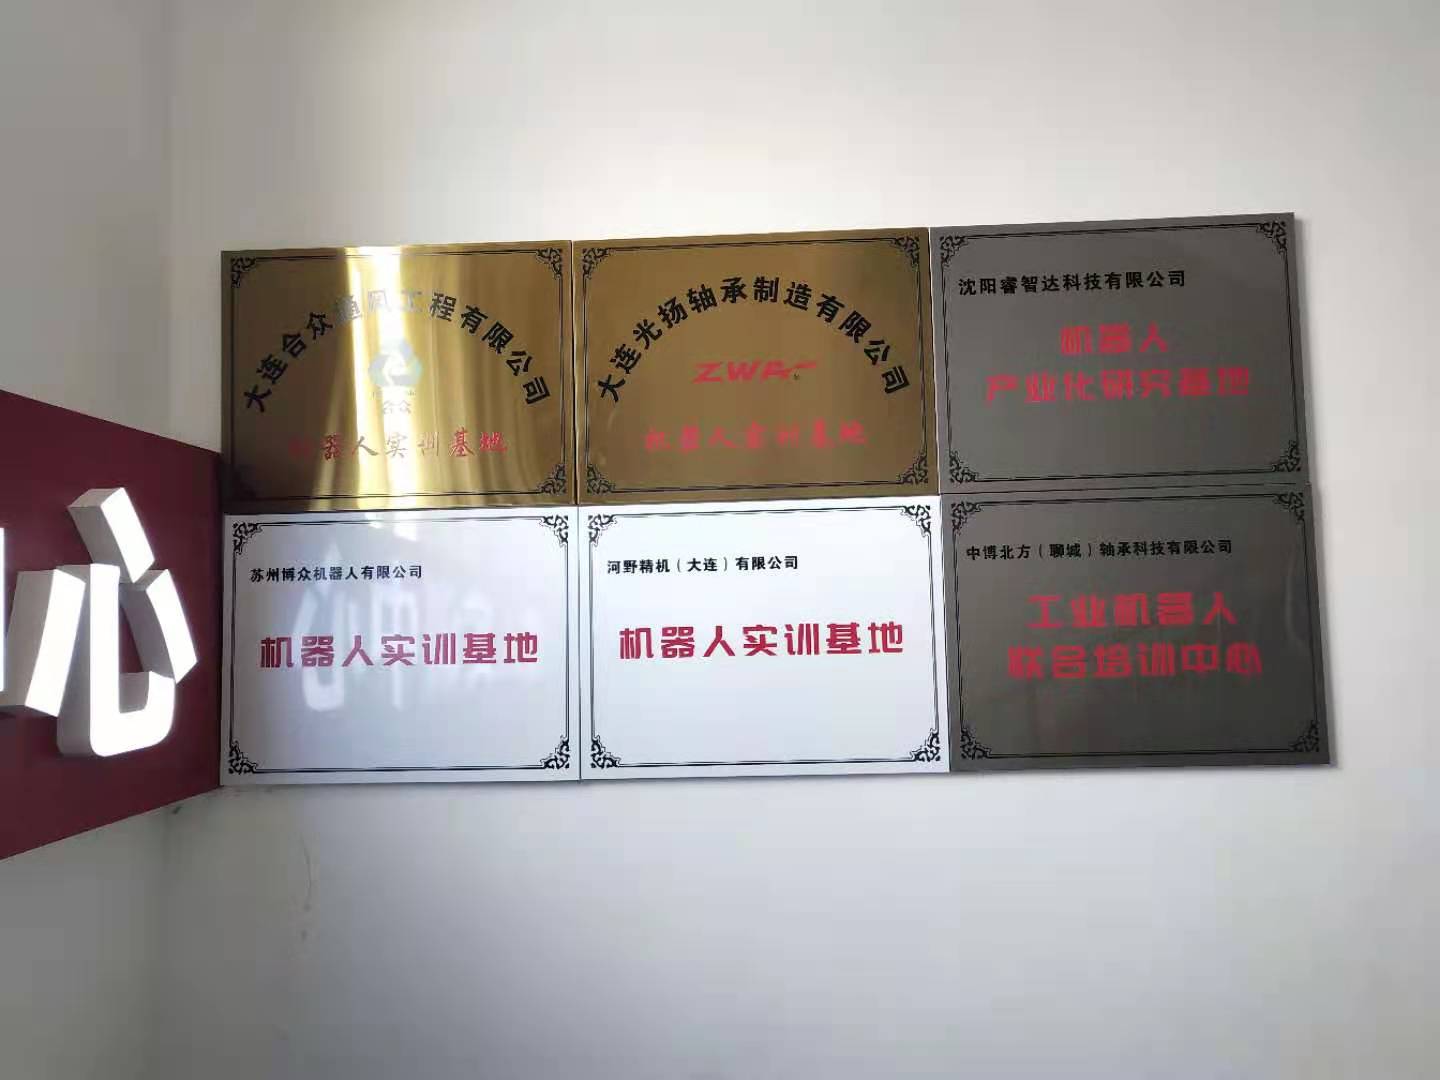 大连合众通风工程有限公司
合众
机器人实训基地
大连光扬轴承制造有限公司
ZWA
机器人实训基地
沈阳睿智达科技有限公司
机器人
产业化研究基地
苏州博众机器人有限公司
机器人实训基地
河野精机（大连）有限公司
机器人实训基地
中博北方（聊城）轴承科技有限公司
工业机器人
联合培训中心
心